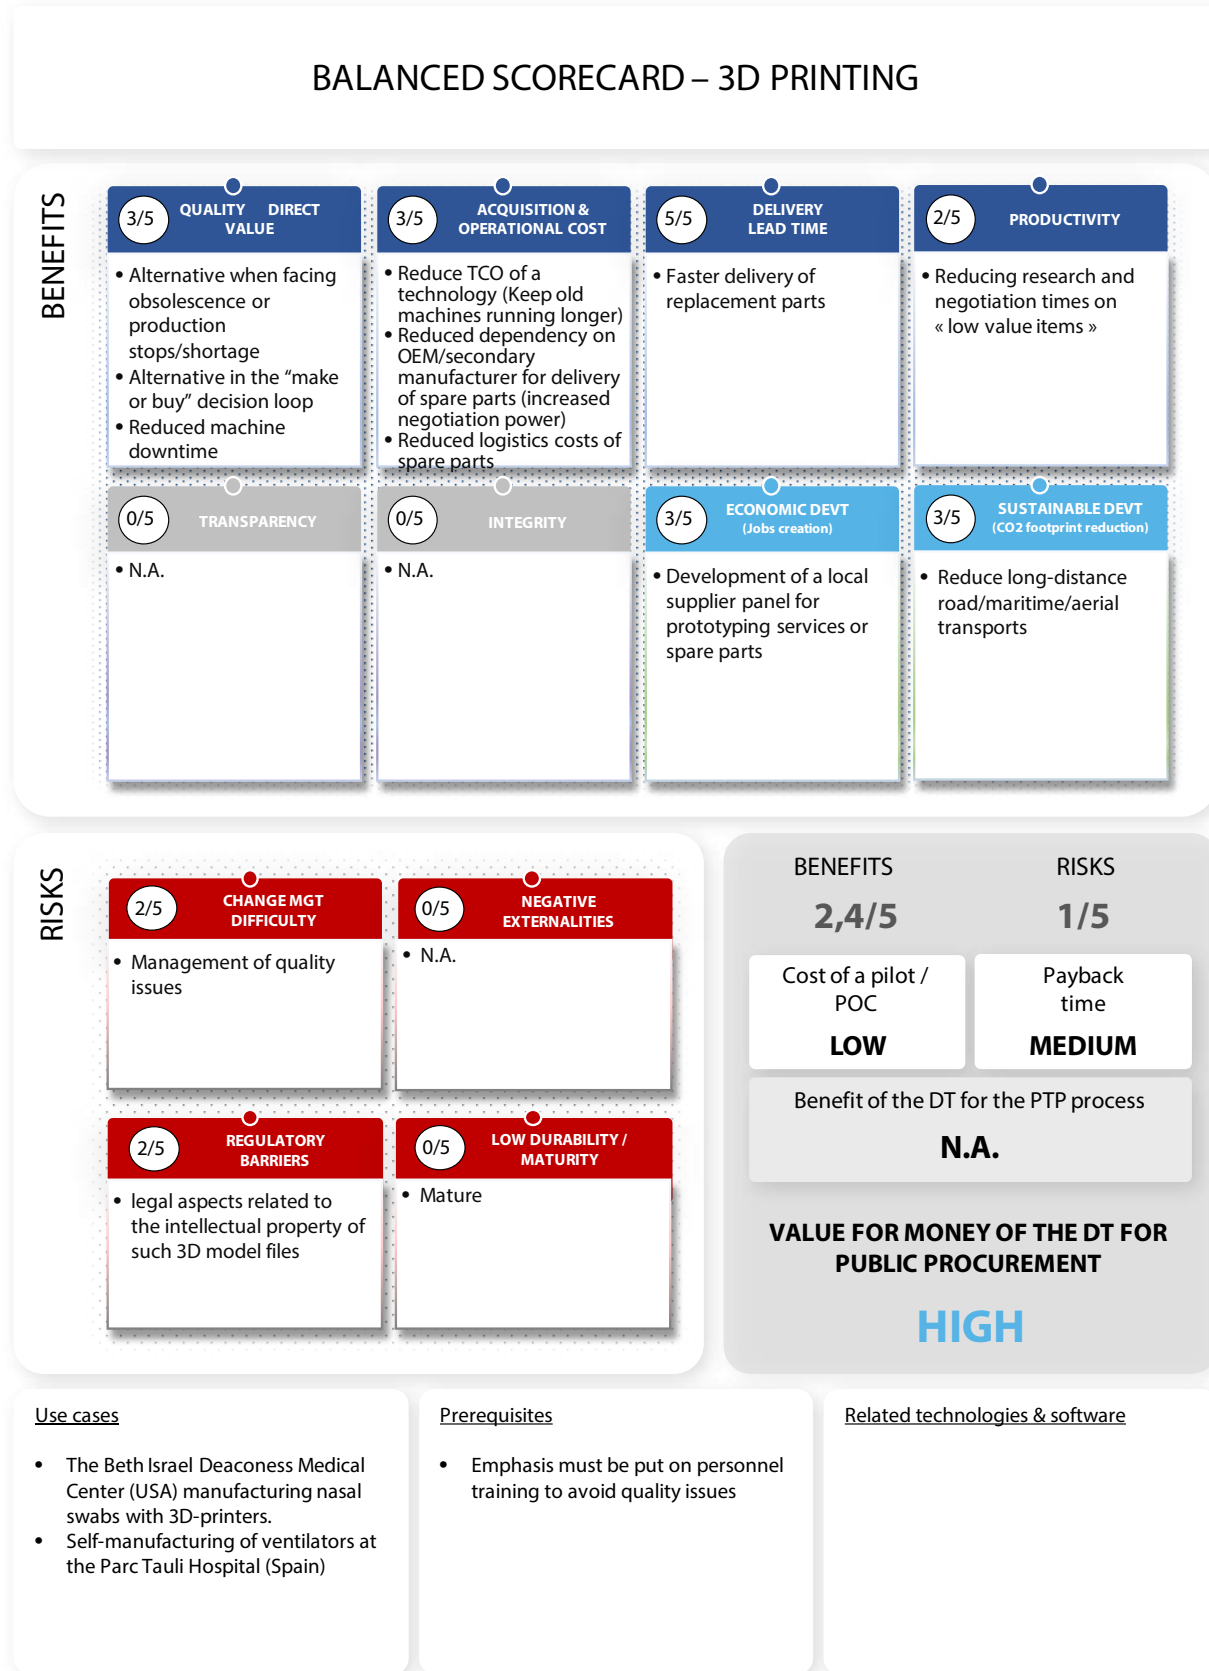 BALANCED SCORECARD – 3D PRINTING
BENEFITS
3/5
QUALITY DIRECT
VALUE
• Alternative when facing
obsolescence or
production
stops/shortage
• Alternative in the “make
or buy” decision loop
• Reduced machine
downtime
3/5
ACQUISITION &
OPERATIONAL COST
• Reduce TCO of a
technology (Keep old
machines running longer)
• Reduced dependency on
OEM/secondary
manufacturer for delivery
of spare parts (increased
negotiation power)
• Reduced logistics costs of
spare parts
5/5
DELIVERY
LEAD TIME
• Faster delivery of
replacement parts
2/5
PRODUCTIVITY
• Reducing research and
negotiation times on
« low value items »
0/5
TRANSPARENCY
• N.A.
0/5
INTEGRITY
• N.A.
3/5
ECONOMIC DEVT
(Jobs creation)
• Development of a local
supplier panel for
prototyping services or
spare parts
3/5
SUSTAINABLE DEVT
(CO2 footprint reduction)
• Reduce long-distance
road/maritime/aerial
transports
RISKS
2/5
CHANGE MGT
DIFFICULTY
• Management of quality
issues
0/5
NEGATIVE
EXTERNALITIES
• N.A.
2/5
REGULATORY
BARRIERS
• legal aspects related to
the intellectual property of
such 3D model files
0/5
LOW DURABILITY /
MATURITY
• Mature
BENEFITS
2,4/5
RISKS
1/5
Cost of a pilot /
POC
LOW
Payback
time
MEDIUM
Benefit of the DT for the PTP process
N.A.
VALUE FOR MONEY OF THE DT FOR
PUBLIC PROCUREMENT
HIGH
Use cases
• The Beth Israel Deaconess Medical
Center (USA) manufacturing nasal
swabs with 3D-printers.
• Self-manufacturing of ventilators at
the Parc Tauli Hospital (Spain)
Prerequisites
• Emphasis must be put on personnel
training to avoid quality issues
Related technologies & software